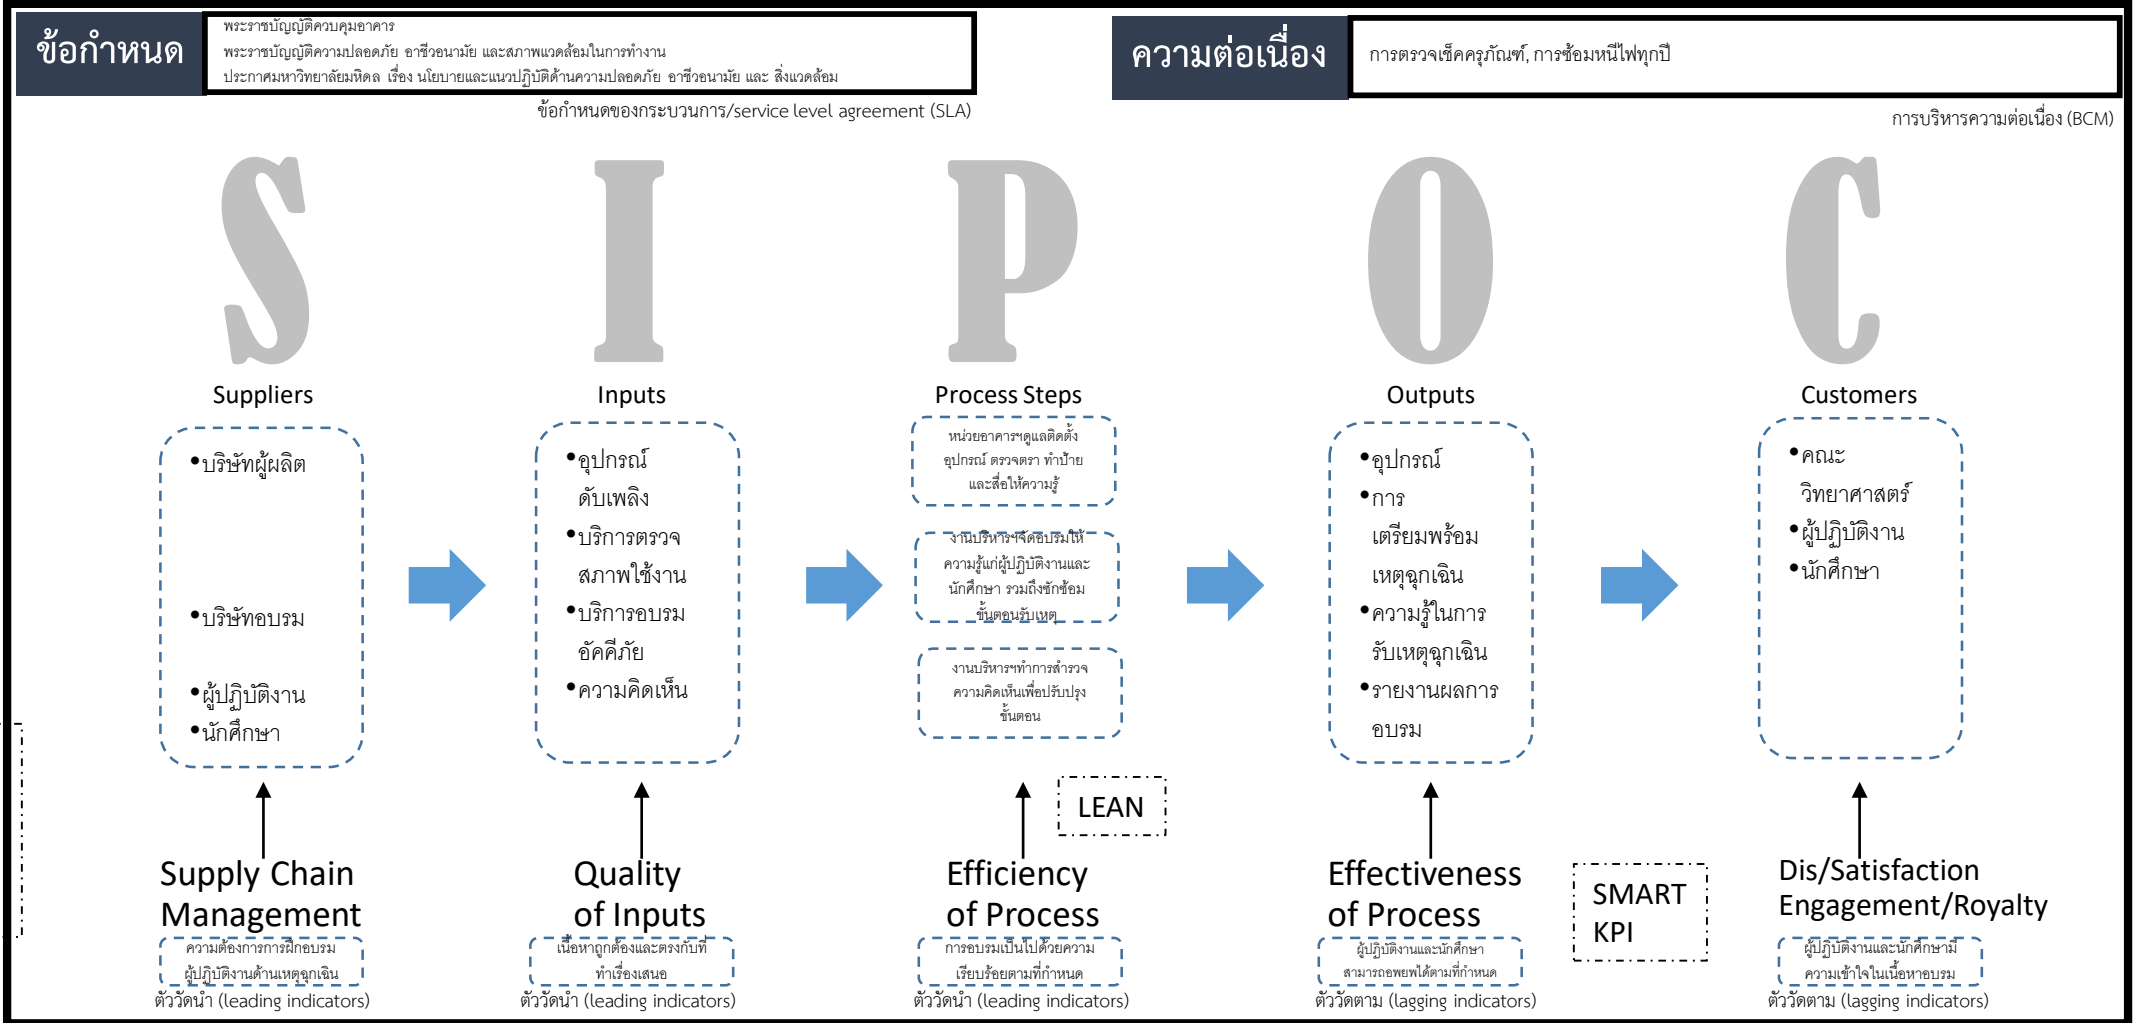 ข้อกำหนด
พระราชบัญญัติควบคุมอาคาร
พระราชบัญญัติความปลอดภัย อาชีวอนามัย และสภาพแวดล้อมในการทำงาน
ประกาศมหาวิทยาลัยมหิดล เรื่อง นโยบายและแนวปฏิบัติด้านความปลอดภัย อาชีวอนามัย และ สิ่งแวดล้อม
ข้อกำหนดของกระบวนการ/service level agreement (SLA)
ความต่อเนื่อง
การตรวจเช็คครุภัณฑ์, การซ้อมหนีไฟทุกปี
การบริหารความต่อเนื่อง (BCM)
S I P O C
Suppliers
•บริษัทผู้ผลิต
•บริษัทอบรม
•ผู้ปฏิบัติงาน
•นักศึกษา
Inputs
•อุปกรณ์
ดับเพลิง
•บริการตรวจ
สภาพใช้งาน
•บริการอบรม
อัคคีภัย
•ความคิดเห็น
Process Steps
หน่วยอาคารฯดูแลติดตั้ง
อุปกรณ์ ตรวจตรา ทำป้าย
และสื่อให้ความรู้
งานบริหารฯจัดอบรมให้
ความรู้แก่ผู้ปฏิบัติงานและ
นักศึกษา รวมถึงซักซ้อม
ขั้นตอนรับเหตุ
งานบริหารฯทำการสำรวจ
ความคิดเห็นเพื่อปรับปรุง
ขั้นตอน
Outputs
•อุปกรณ์
•การ
เตรียมพร้อม
เหตุฉุกเฉิน
•ความรู้ในการ
รับเหตุฉุกเฉิน
•รายงานผลการ
อบรม
Customers
•คณะ
วิทยาศาสตร์
•ผู้ปฏิบัติงาน
•นักศึกษา
Supply Chain
Management
ความต้องการการฝึกอบรม
ผู้ปฏิบัติงานด้านเหตุฉุกเฉิน
ตัววัดนำ (leading indicators)
Quality
of Inputs
เนื้อหาถูกต้องและตรงกับที่
ทำเรื่องเสนอ
ตัววัดนำ (leading indicators)
LEAN
Efficiency
of Process
การอบรมเป็นไปด้วยความ
เรียบร้อยตามที่กำหนด
ตัววัดนำ (leading indicators)
Effectiveness
of Process
ผู้ปฏิบัติงานและนักศึกษา
สามารถอพยพได้ตามที่กำหนด
ตัววัดตาม (lagging indicators)
SMART
KPI
Dis/Satisfaction
Engagement/Royalty
ผู้ปฏิบัติงานและนักศึกษามี
ความเข้าใจในเนื้อหาอบรม
ตัววัดตาม (lagging indicators)